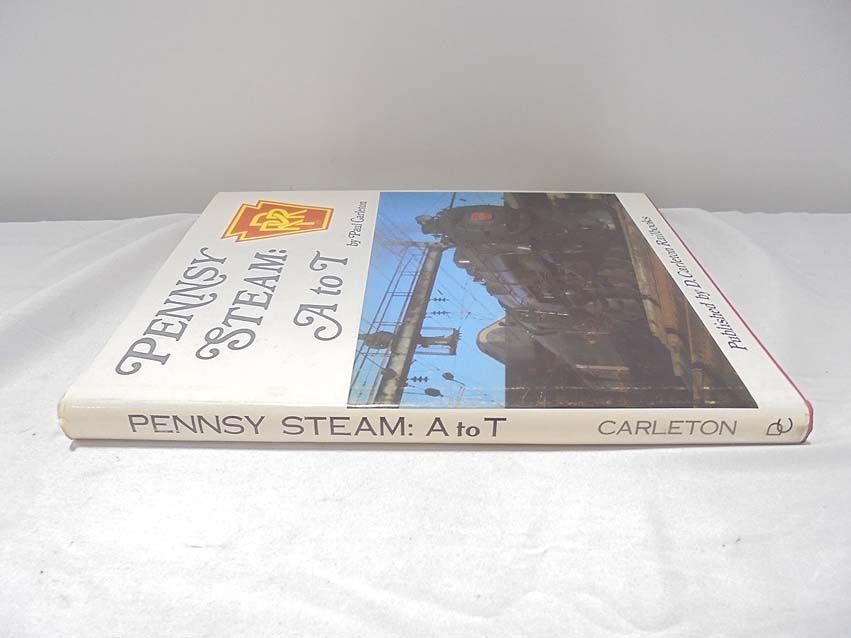 PRR
PENNSY
STEAM:
A to T
by Paul Carleton
Published by D. Carleton Railbooks
PENNSY STEAM: A to T CARLETON DC